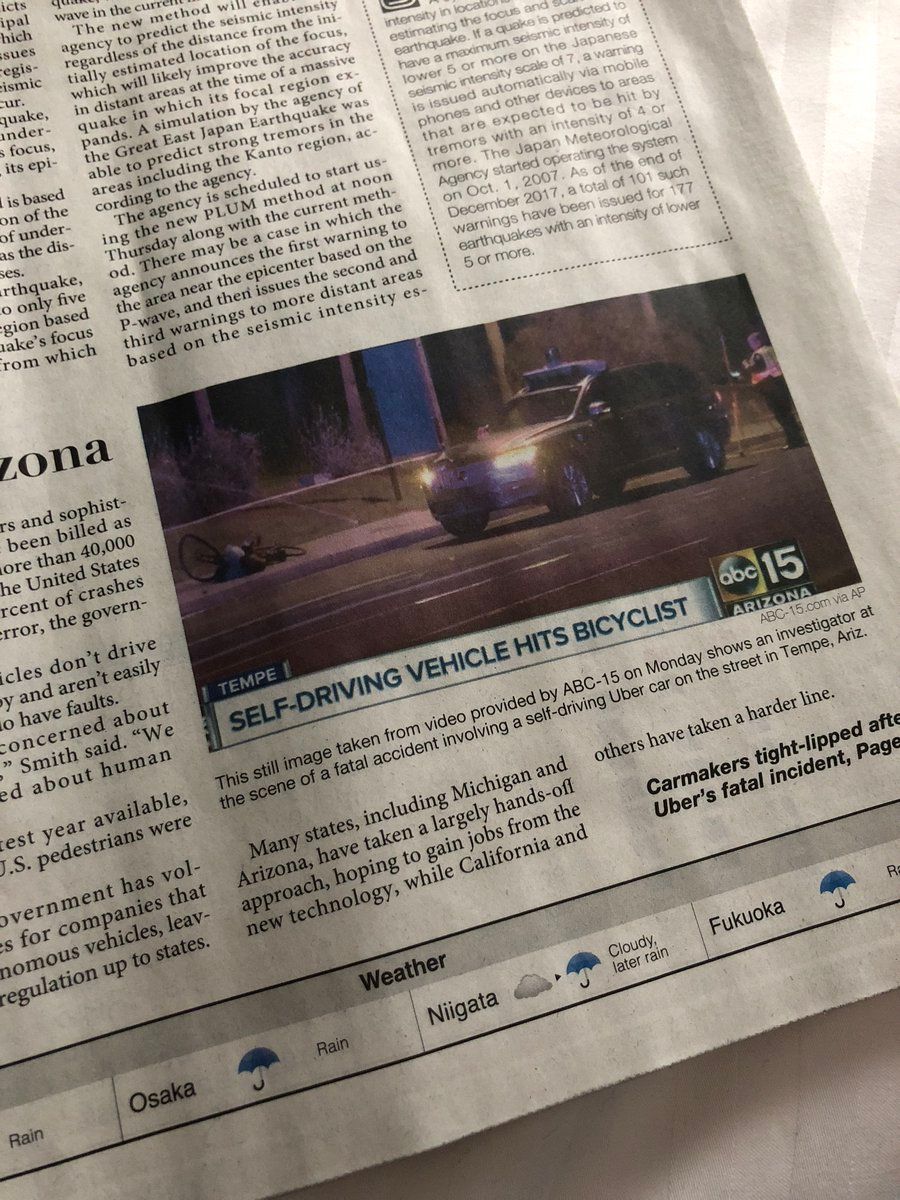 icts
ipal
hich
ssues
regis-
eismic
cur.
quake,
under-
s focus,
, its epi-
l is based
on of the
of under-
as the dis-
ses.
arthquake,
to only five
egion based
uake's focus
from which
wave in the current
The new method will enable
agency to predict the seismic intensity
regardless of the distance from the ini-
tially estimated location of the focus,
which will likely improve the accuracy
in distant areas at the time of a massive
quake in which its focal region ex-
pands. A simulation by the agency of
the Great East Japan Earthquake was
able to predict strong tremors in the
areas including the Kanto region, ac-
cording to the agency.
The agency is scheduled to start us-
ing the new PLUM method at noon
Thursday along with the current meth-
od. There may be a case in which the
agency announces the first warning to
the area near the epicenter based on the
P-wave, and then issues the second and
third warnings to more distant areas
based on the seismic intensity es-
intensity in locations
estimating the focus and
earthquake. If a quake is predicted to
have a maximum seismic intensity of
lower 5 or more on the Japanese
seismic intensity scale of 7, a warning
is issued automatically via mobile
phones and other devices to areas
that are expected to be hit by
tremors with an intensity of 4 or
more. The Japan Meteorological
Agency started operating the system
on Oct. 1, 2007. As of the end of
December 2017, a total of 101 such
warnings have been issued for 177
earthquakes with an intensity of lower
5 or more.
zona
rs and sophist-
been billed as
ore than 40,000
he United States
rcent of crashes
error, the govern-
icles don't drive
py and aren't easily
do have faults.
concerned about
," Smith said. "We
ed about human
test year available,
U.S. pedestrians were
overnment has vol-
es for companies that
nomous vehicles, leav-
regulation up to states.
abc 15
ARIZONA
TEMPE
SELF-DRIVING VEHICLE HITS BICYCLIST
ABC-15.com via AP
This still image taken from video provided by ABC-15 on Monday shows an investigator at
the scene of a fatal accident involving a self-driving Uber car on the street in Tempe, Ariz.
Many states, including Michigan and
Arizona, have taken a largely hands-off
approach, hoping to gain jobs from the
new technology, while California and
others have taken a harder line.
Carmakers tight-lipped afte
Uber's fatal incident, Page
Weather
Rain
Osaka
Rain
Niigata
Cloudy,
later rain
Fukuoka
Ra